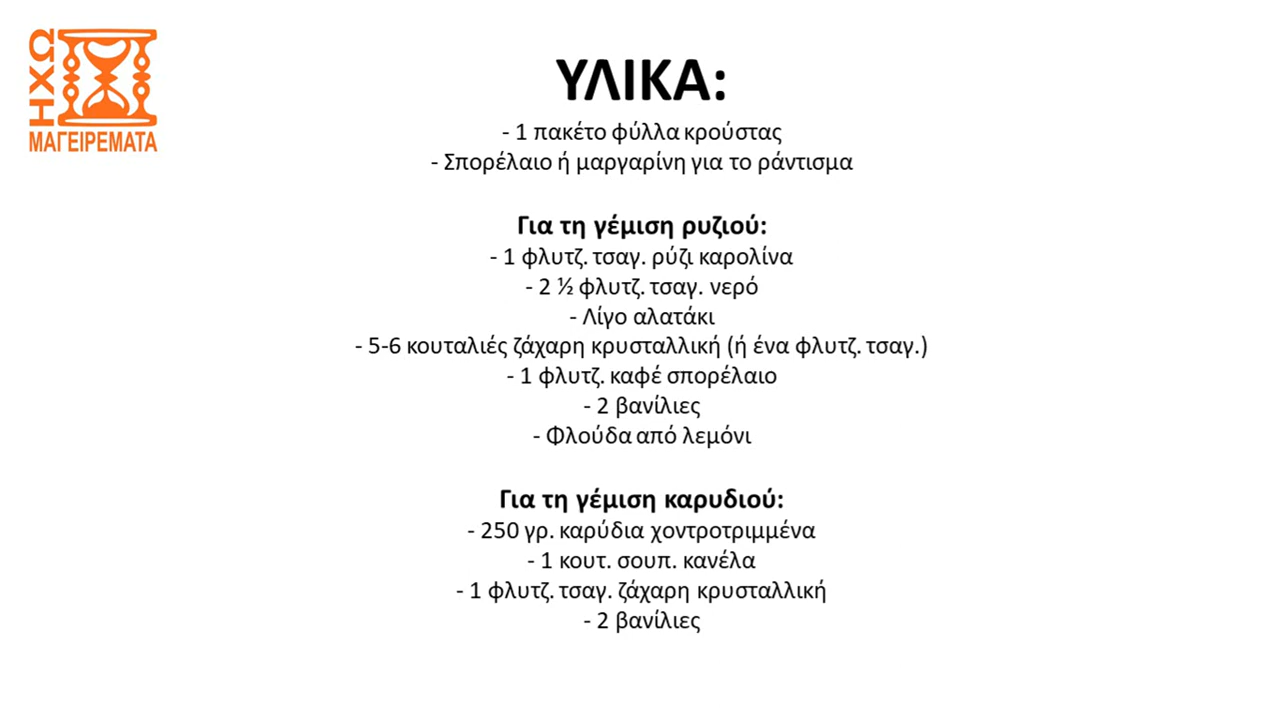 ΗΧΩ
ΜΑΓΕΙΡΕΜΑΤΑ
ΥΛΙΚΑ:
- 1 πακέτο φύλλα κρούστας
- Σπορέλαιο ή μαργαρίνη για το ράντισμα
Για τη γέμιση ρυζιού:
- 1 φλυτζ. τσαγ. ρύζι καρολίνα
- 2 ½ φλυτζ. τσαγ. νερό
- Λίγο αλατάκι
- 5-6 κουταλιές ζάχαρη κρυσταλλική (ή ένα φλυτζ. τσαγ.)
- 1 φλυτζ. καφέ σπορέλαιο
- 2 βανίλιες
- Φλούδα από λεμόνι
Για τη γέμιση καρυδιού:
- 250 γρ. καρύδια χοντροτριμμένα
- 1 κουτ. σουπ. κανέλα
- 1 φλυτζ. τσαγ. ζάχαρη κρυσταλλική
- 2 βανίλιες